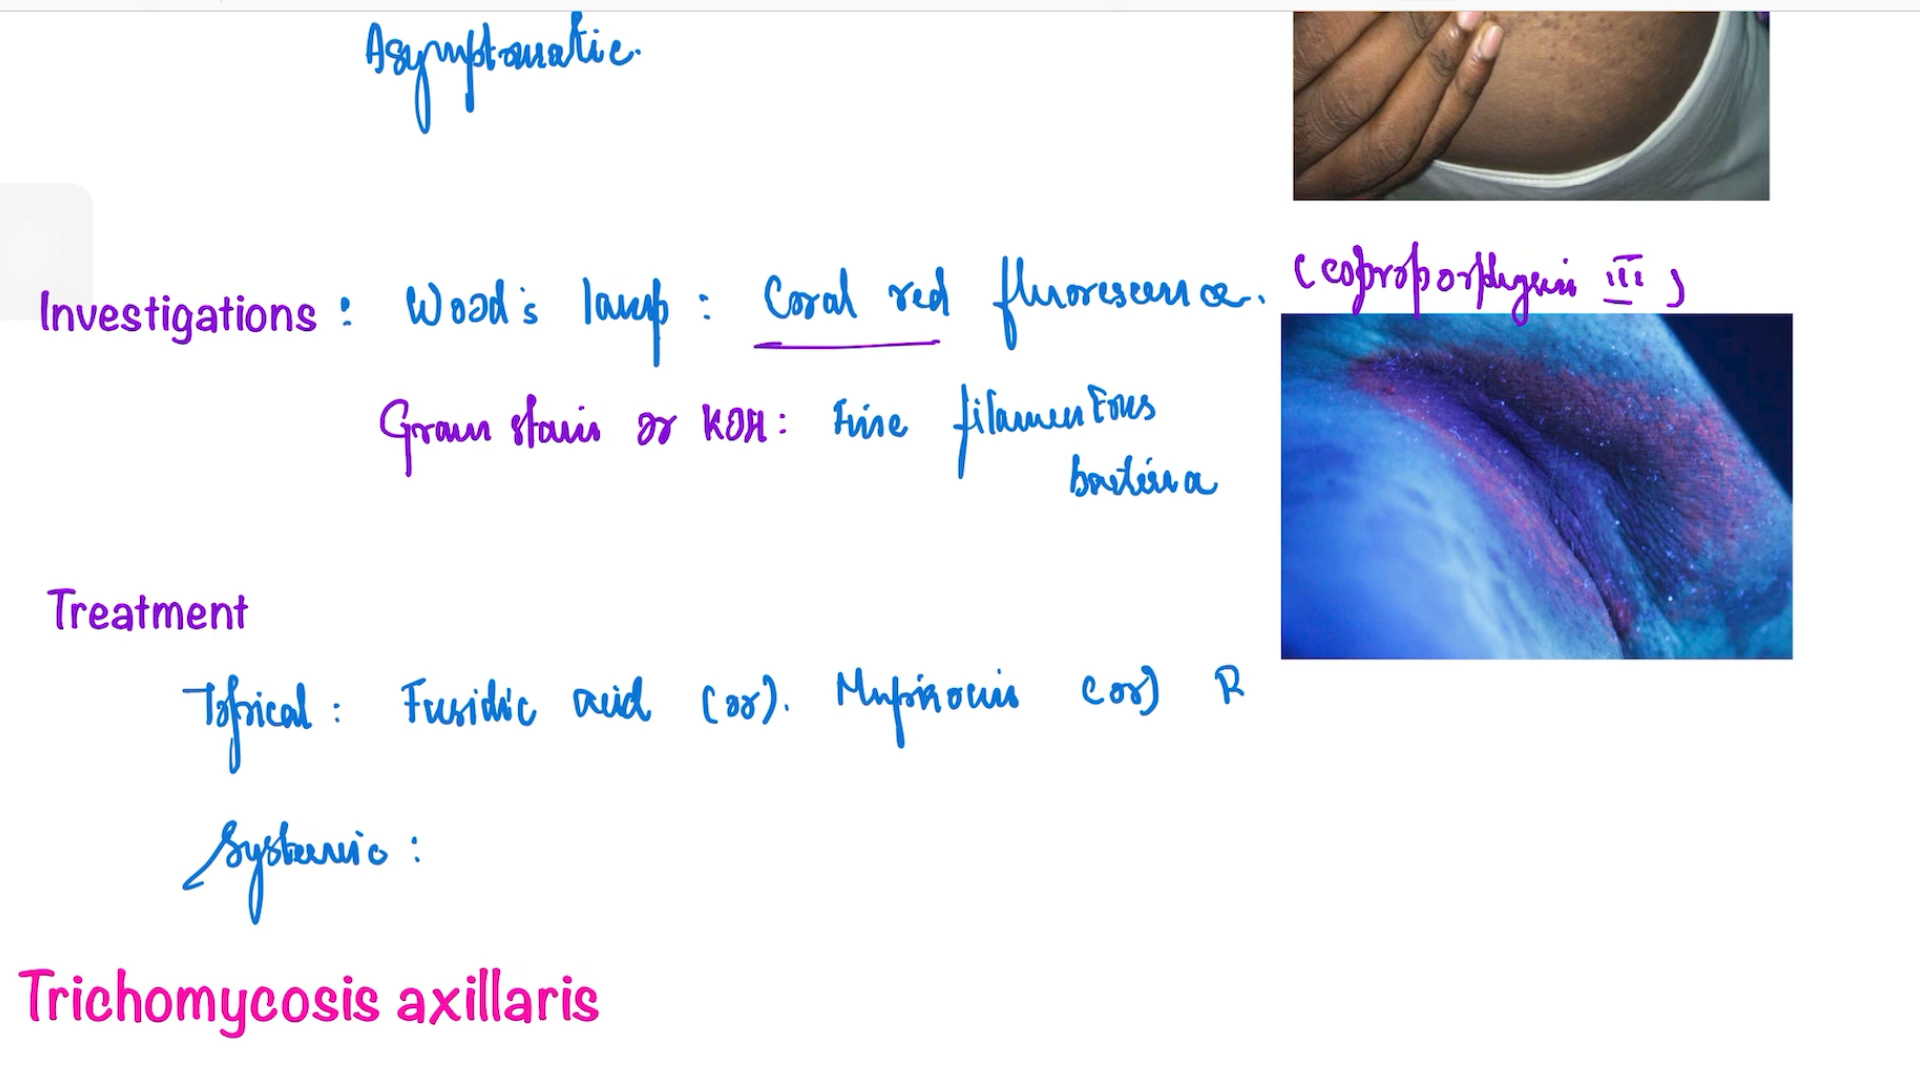 Asymptomatic.
Investigations : Wood's lamp : Coral red fluorescence. (coproporphyrin III)
Gram stain or KOH : Fine filamentous
bacteria
Treatment
Topical : Fusidic acid (or). Mupirocin (or) R
Systemic :
Trichomycosis axillaris